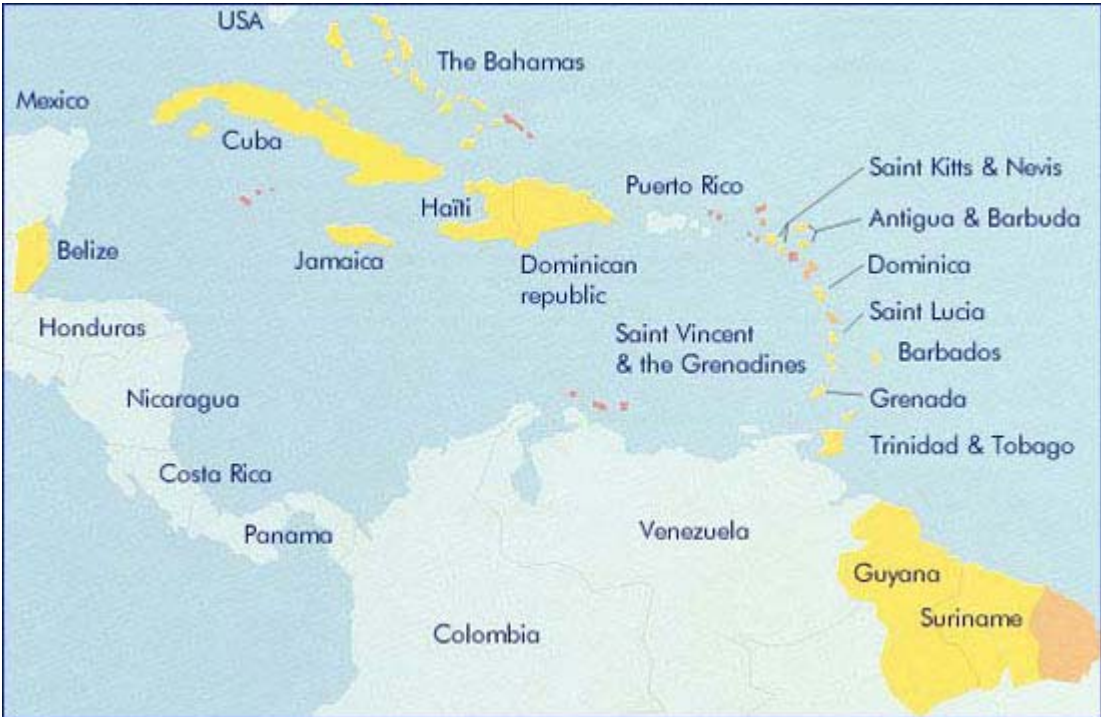 USA
The Bahamas
Mexico
Cuba
Saint Kitts & Nevis
Puerto Rico
Haïti
Antigua & Barbuda
Belize
Jamaica
Dominican
republic
Dominica
Saint Lucia
Honduras
Saint Vincent
& the Grenadines
Barbados
Nicaragua
Grenada
Trinidad & Tobago
Costa Rica
Panama
Venezuela
Guyana
Suriname
Colombia